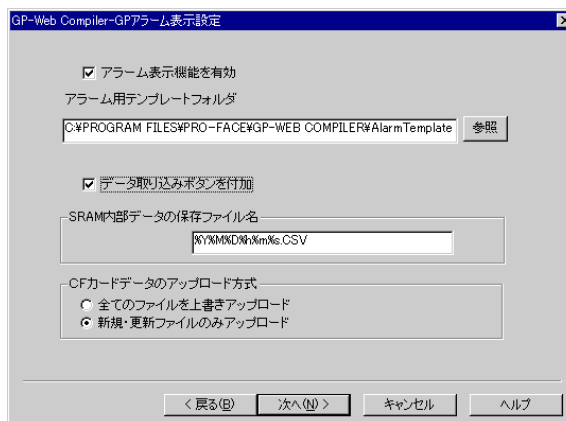 GP-Web Compiler-GPアラーム表示設定
アラーム表示機能を有効
アラーム用テンプレートフォルダ
C:¥PROGRAM FILES¥PRO-FACE¥GP-WEB COMPILER¥AlarmTemplate 参照
データ取り込みボタンを付加
SRAM内部データの保存ファイル名
%Y%M%D%h%m%s.CSV
CFカードデータのアップロード方式
全てのファイルを上書きアップロード
新規・更新ファイルのみアップロード
< 戻る(B) 次へ(N) > キャンセル ヘルプ